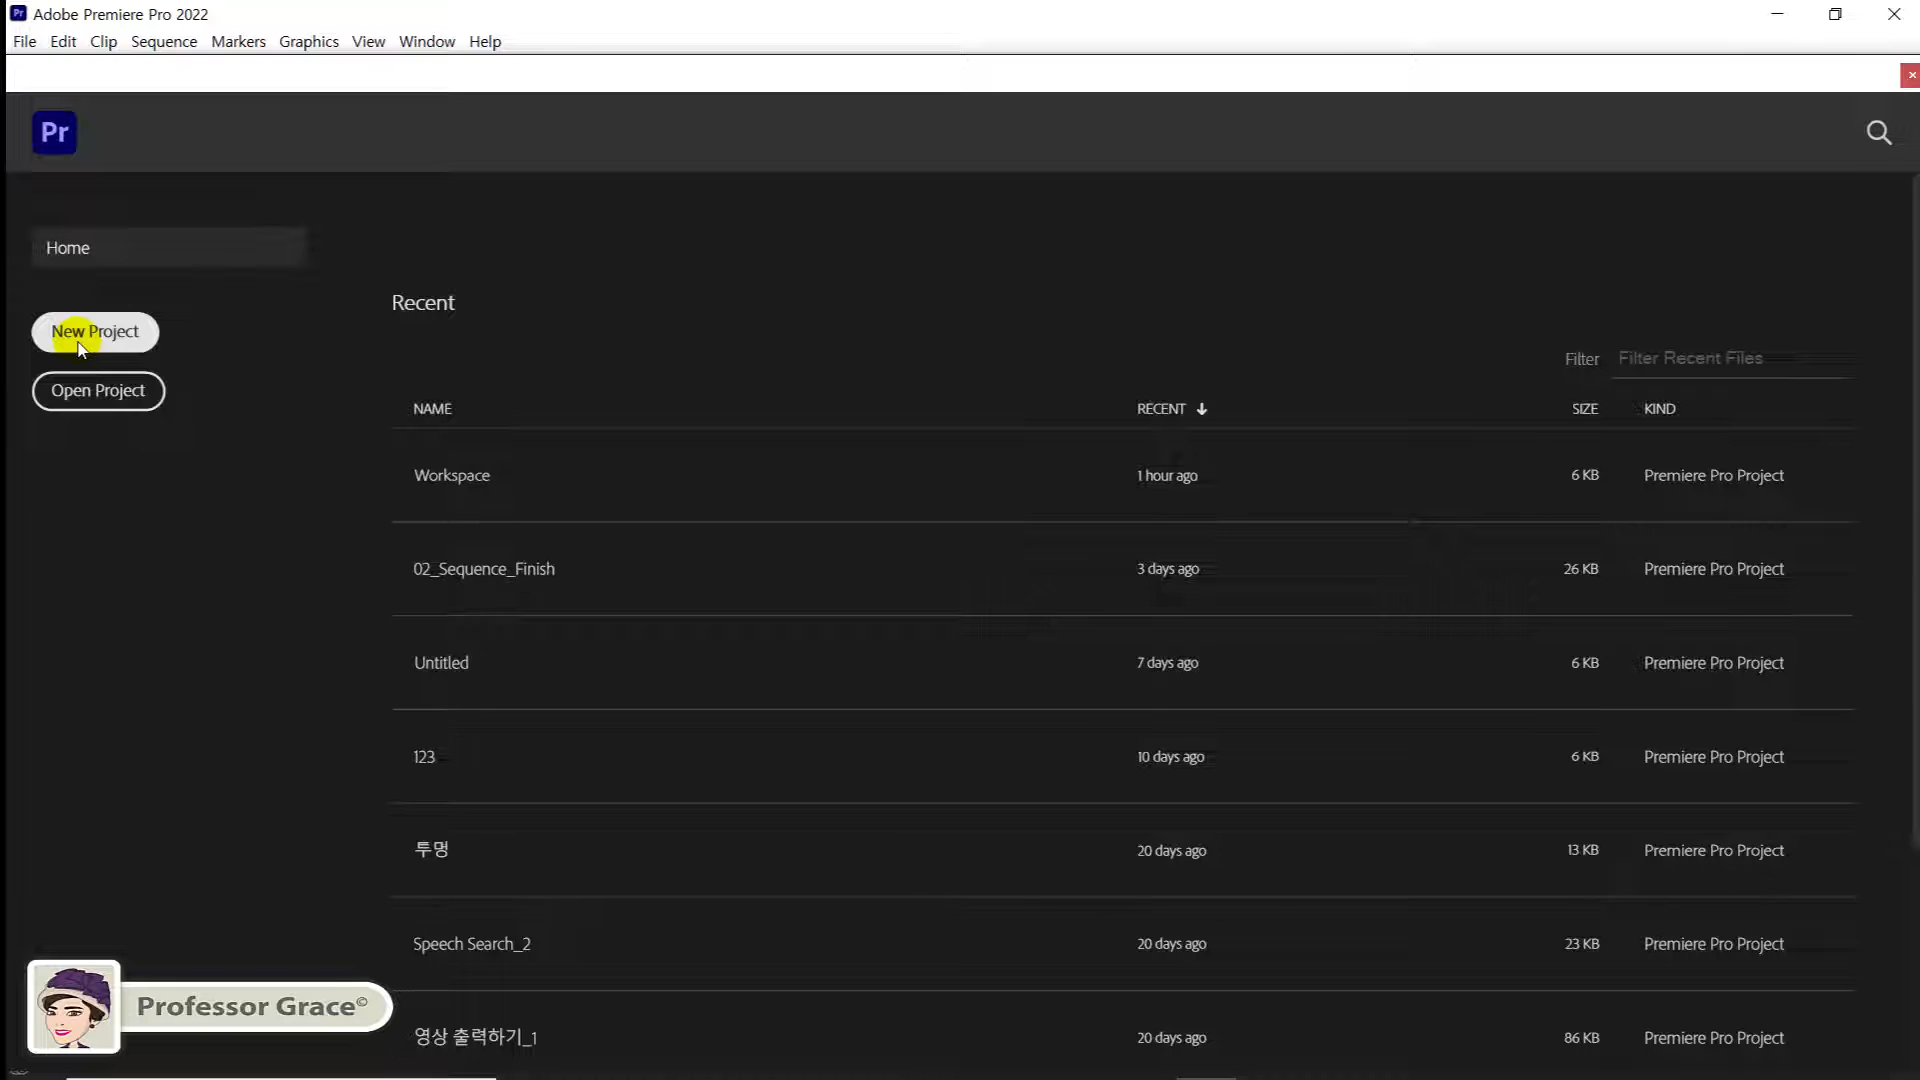 Adobe Premiere Pro 2022
File Edit Clip Sequence Markers Graphics View Window Help
Pr
Home
New Project
Open Project
Recent
Filter Filter Recent Files
NAME RECENT SIZE KIND
Workspace 1 hour ago 6 KB Premiere Pro Project
02_Sequence_Finish 3 days ago 26 KB Premiere Pro Project
Untitled 7 days ago 6 KB Premiere Pro Project
123 10 days ago 6 KB Premiere Pro Project
투명 20 days ago 13 KB Premiere Pro Project
Speech Search_2 20 days ago 23 KB Premiere Pro Project
영상 출력하기_1 20 days ago 86 KB Premiere Pro Project
Professor Grace©